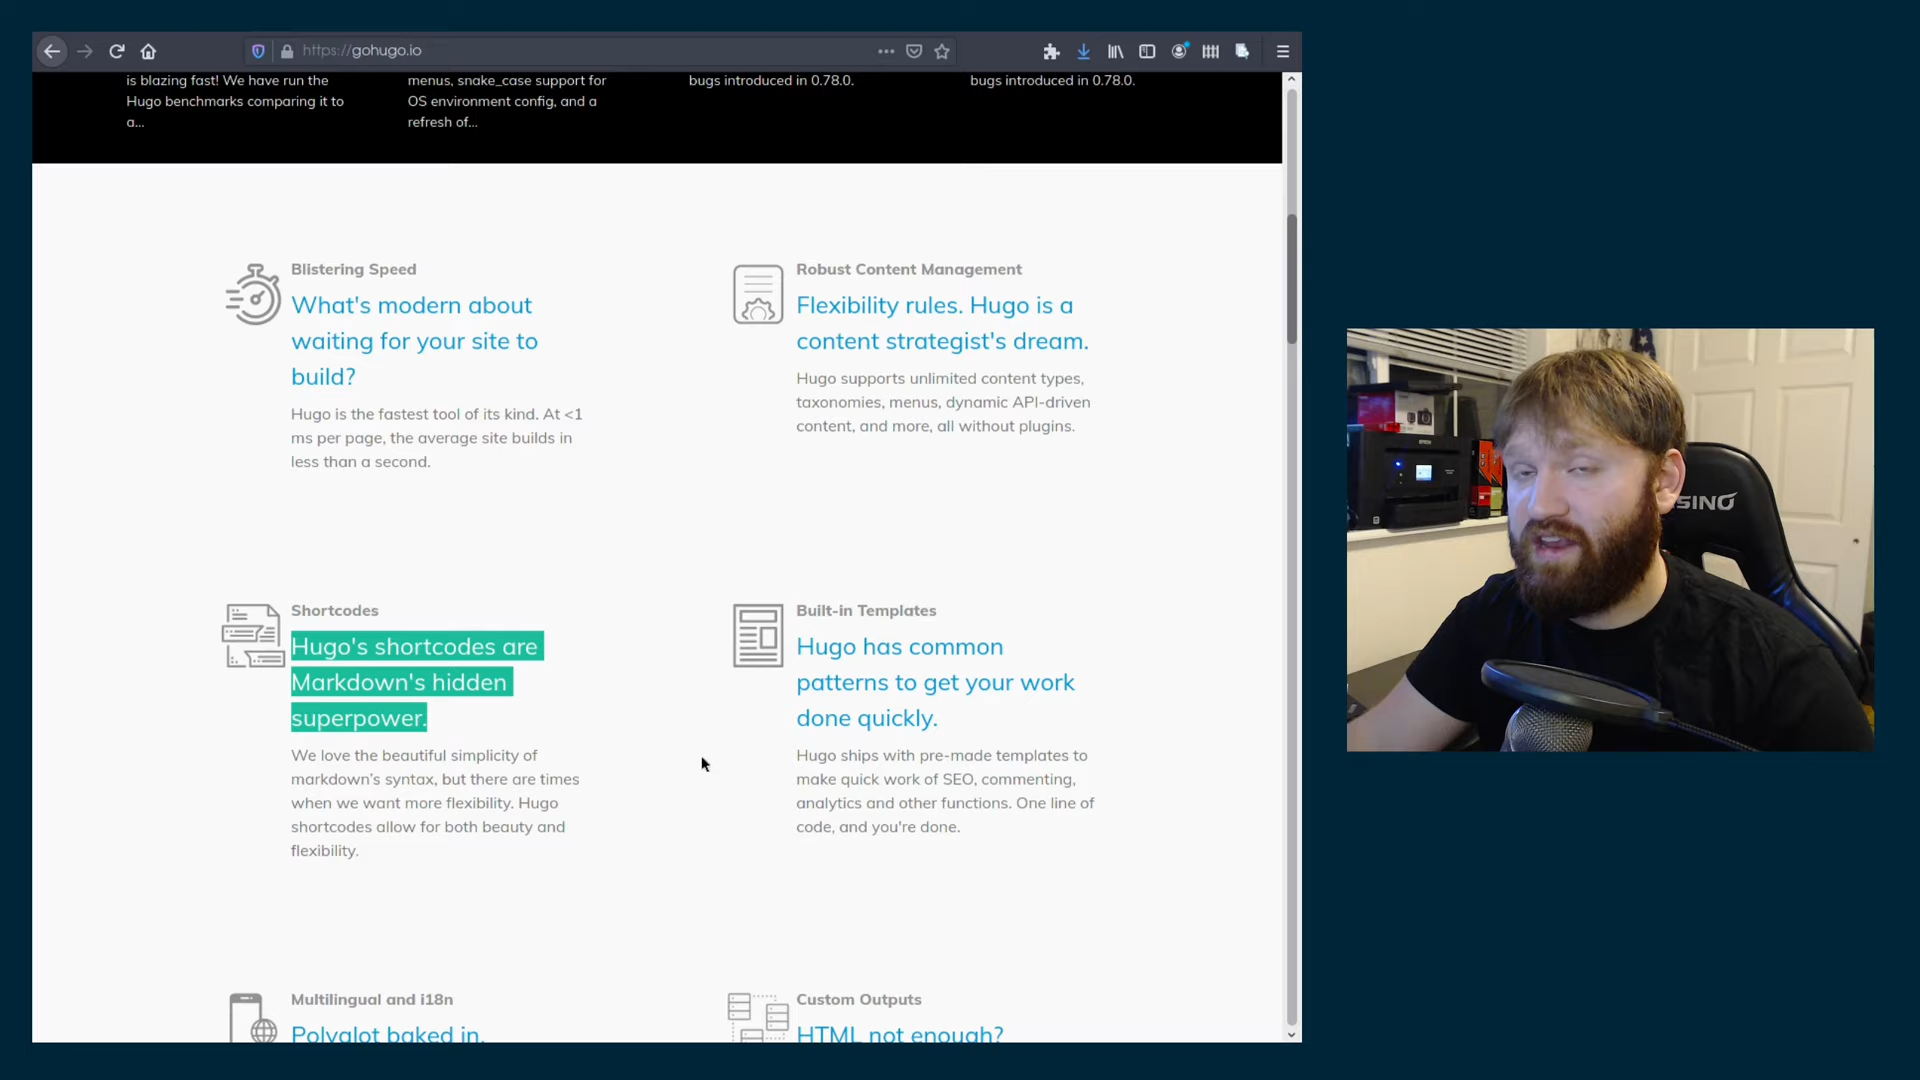 https://gohugo.io
is blazing fast! We have run the
Hugo benchmarks comparing it to
a...
menus, snake_case support for
OS environment config, and a
refresh of...
bugs introduced in 0.78.0.
bugs introduced in 0.78.0.
Blistering Speed
What's modern about
waiting for your site to
build?
Hugo is the fastest tool of its kind. At <1
ms per page, the average site builds in
less than a second.
Robust Content Management
Flexibility rules. Hugo is a
content strategist's dream.
Hugo supports unlimited content types,
taxonomies, menus, dynamic API-driven
content, and more, all without plugins.
Shortcodes
Hugo's shortcodes are
Markdown's hidden
superpower.
We love the beautiful simplicity of
markdown's syntax, but there are times
when we want more flexibility. Hugo
shortcodes allow for both beauty and
flexibility.
Built-in Templates
Hugo has common
patterns to get your work
done quickly.
Hugo ships with pre-made templates to
make quick work of SEO, commenting,
analytics and other functions. One line of
code, and you're done.
Multilingual and i18n
Polyglot baked in.
Custom Outputs
HTML not enough?
EPSON
SINO